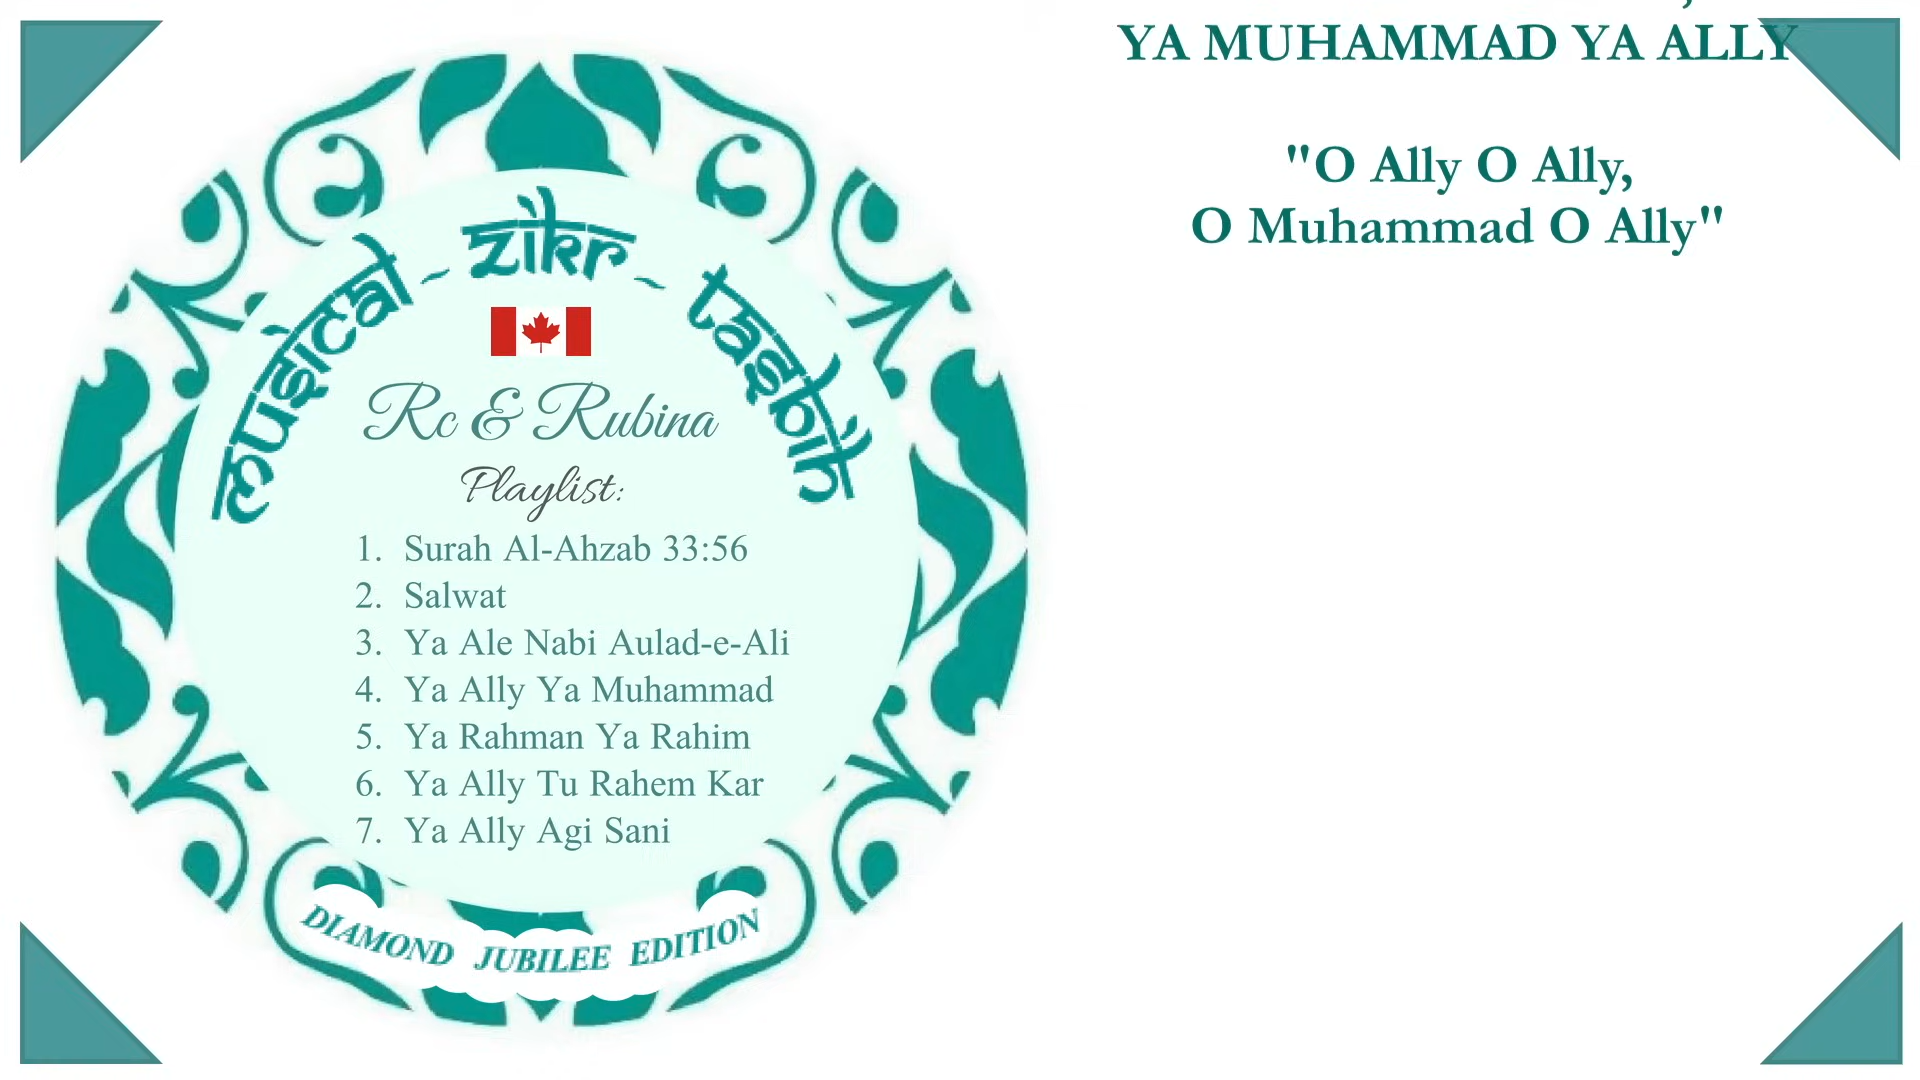 musical ~ zikr ~ tasbih
Rc & Rubina
Playlist:
1. Surah Al-Ahzab 33:56
2. Salwat
3. Ya Ale Nabi Aulad-e-Ali
4. Ya Ally Ya Muhammad
5. Ya Rahman Ya Rahim
6. Ya Ally Tu Rahem Kar
7. Ya Ally Agi Sani
DIAMOND JUBILEE EDITION
YA MUHAMMAD YA ALLY
"O Ally O Ally,
O Muhammad O Ally"